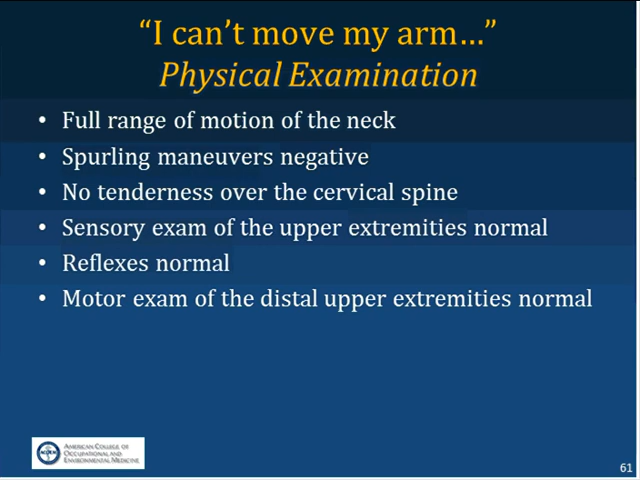 “I can’t move my arm…”
Physical Examination
• Full range of motion of the neck
• Spurling maneuvers negative
• No tenderness over the cervical spine
• Sensory exam of the upper extremities normal
• Reflexes normal
• Motor exam of the distal upper extremities normal
AMERICAN COLLEGE OF
OCCUPATIONAL AND
ENVIRONMENTAL MEDICINE
61